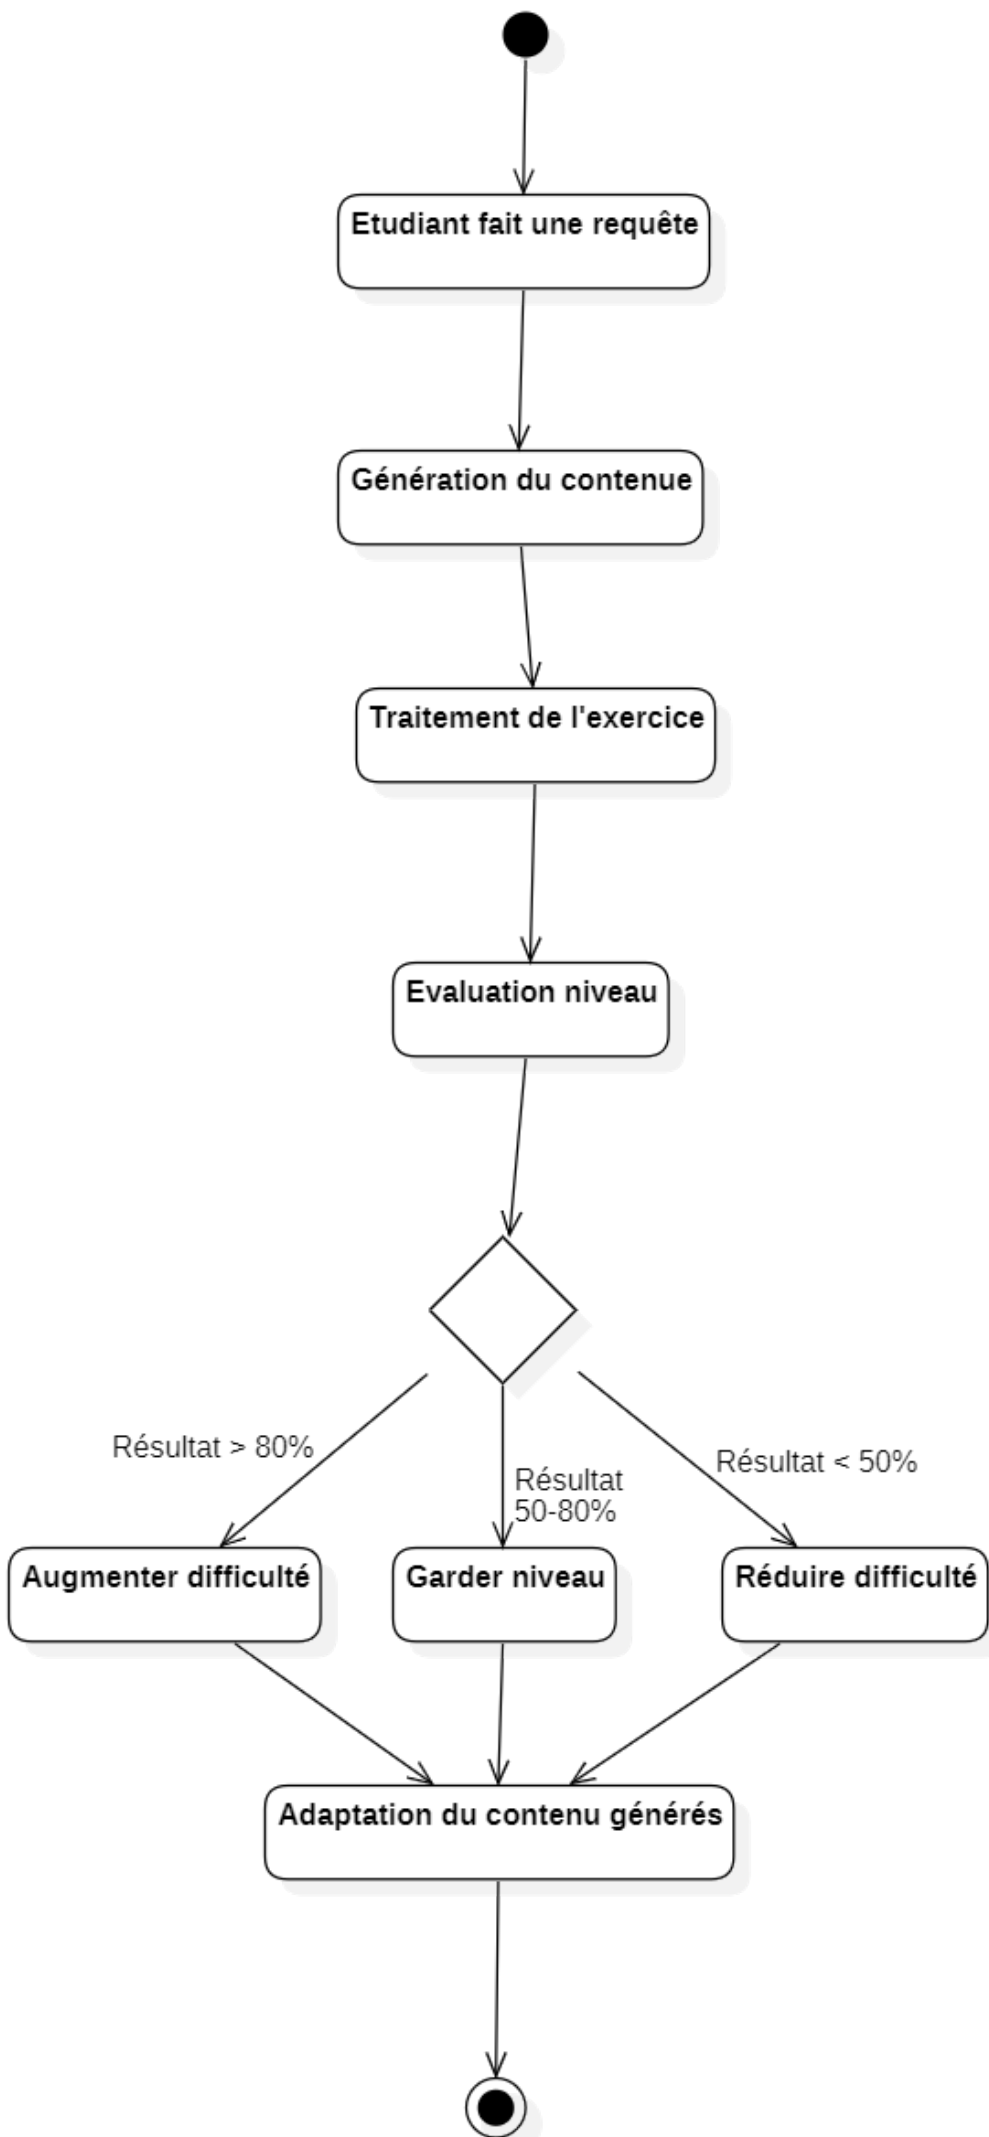 Etudiant fait une requête
Génération du contenue
Traitement de l'exercice
Evaluation niveau
Résultat > 80%
Résultat
50-80%
Résultat < 50%
Augmenter difficulté
Garder niveau
Réduire difficulté
Adaptation du contenu générés